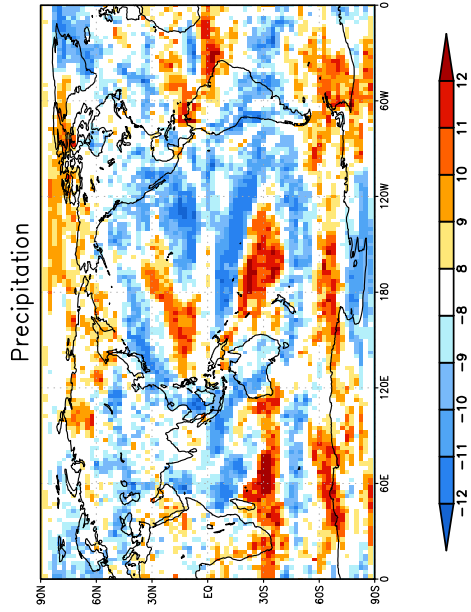 Precipitation
0
60W
120W
180
120E
60E
0
90N
60N
30N
EQ
30S
60S
90S
12
11
10
9
8
-8
-9
-10
-11
-12